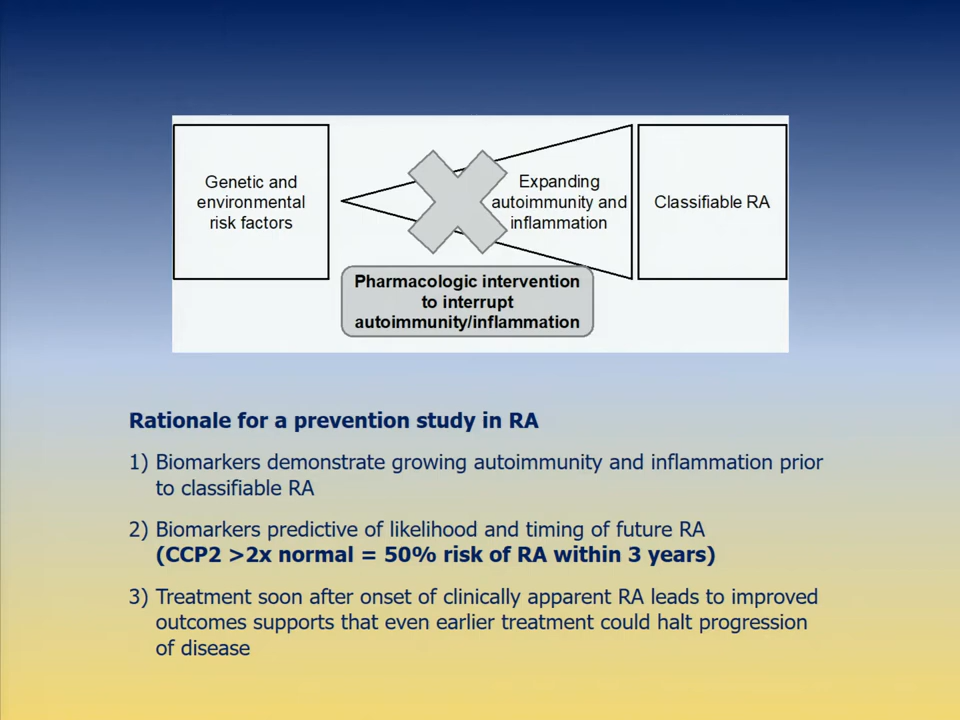 Genetic and
environmental
risk factors
Expanding
autoimmunity and
inflammation
Classifiable RA
Pharmacologic intervention
to interrupt
autoimmunity/inflammation
Rationale for a prevention study in RA
1) Biomarkers demonstrate growing autoimmunity and inflammation prior
to classifiable RA
2) Biomarkers predictive of likelihood and timing of future RA
(CCP2 >2x normal = 50% risk of RA within 3 years)
3) Treatment soon after onset of clinically apparent RA leads to improved
outcomes supports that even earlier treatment could halt progression
of disease